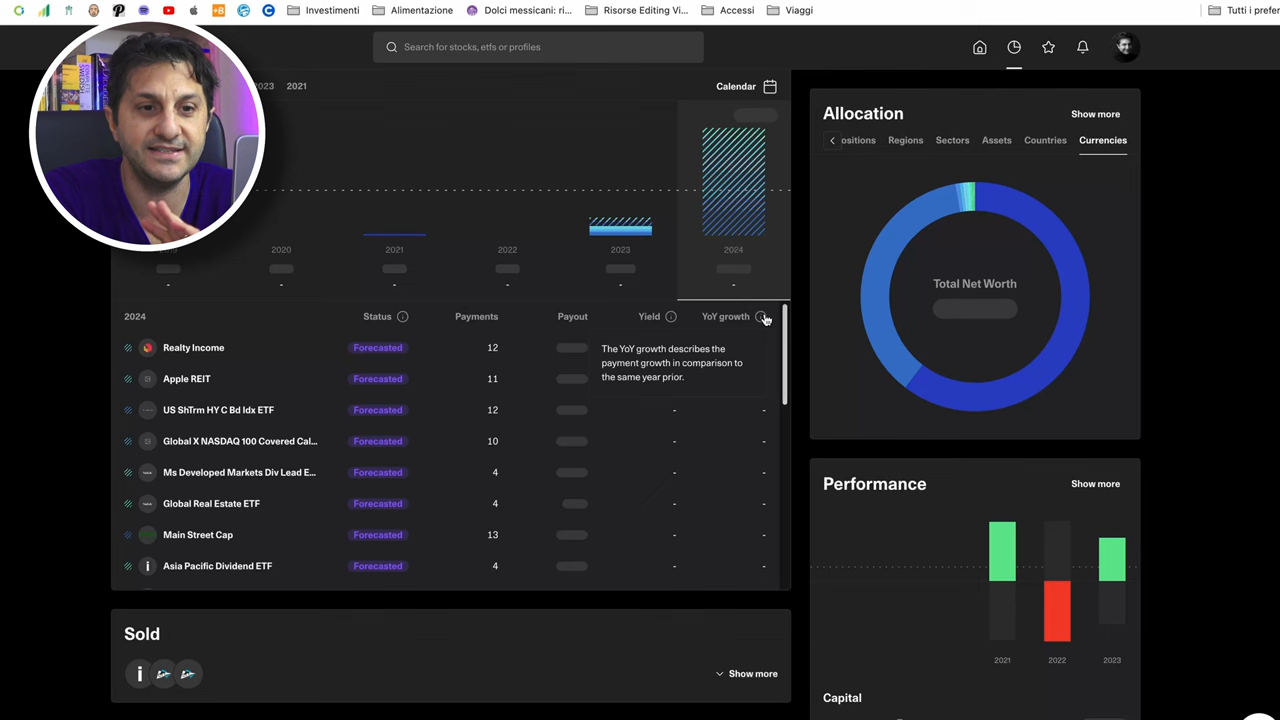 Investimenti
Alimentazione
Dolci messicani: ri...
Risorse Editing Vi...
Accessi
Viaggi
Tutti i prefer
Search for stocks, etfs or profiles
2023 2021
Calendar
2020 2021 2022 2023 2024
- - - - - -
2024 Status Payments Payout Yield YoY growth
Realty Income Forecasted 12
Apple REIT Forecasted 11
US ShTrm HY C Bd Idx ETF Forecasted 12 - -
Global X NASDAQ 100 Covered Cal... Forecasted 10 - -
Ms Developed Markets Div Lead E... Forecasted 4 - -
Global Real Estate ETF Forecasted 4 - -
Main Street Cap Forecasted 13 - -
Asia Pacific Dividend ETF Forecasted 4 - -
The YoY growth describes the
payment growth in comparison to
the same year prior.
Sold
Show more
Allocation
Show more
ositions Regions Sectors Assets Countries Currencies
Total Net Worth
Performance
Show more
2021 2022 2023
Capital